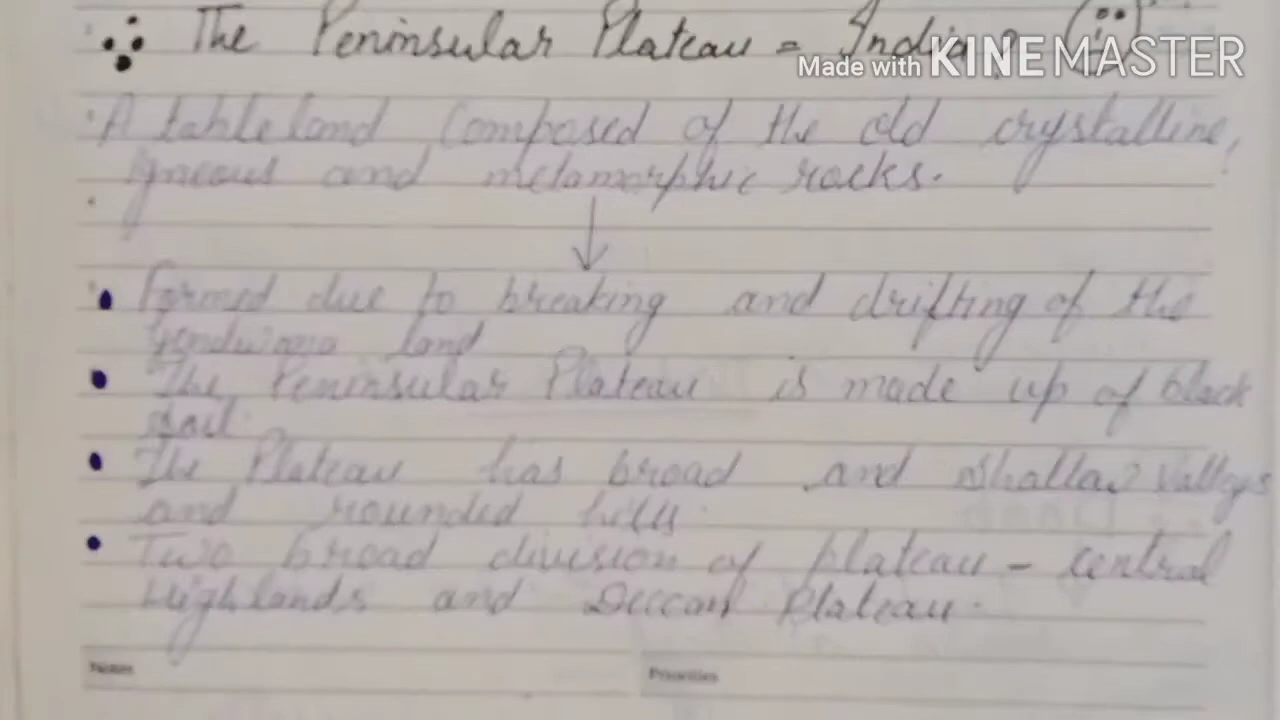 ∴ The Peninsular Plateau = India?
Made with KINEMASTER
A tableland Composed of the old crystalline,
igneous and metamorphic rocks.
↓
• Formed due to breaking and drifting of the
Gondwana land
• The Peninsular Plateau is made up of black
soil.
• The Plateau has broad and shallow Valleys
and rounded hills.
• Two broad division of plateau - central
Highlands and Deccan Plateau.
Notes
Priorities